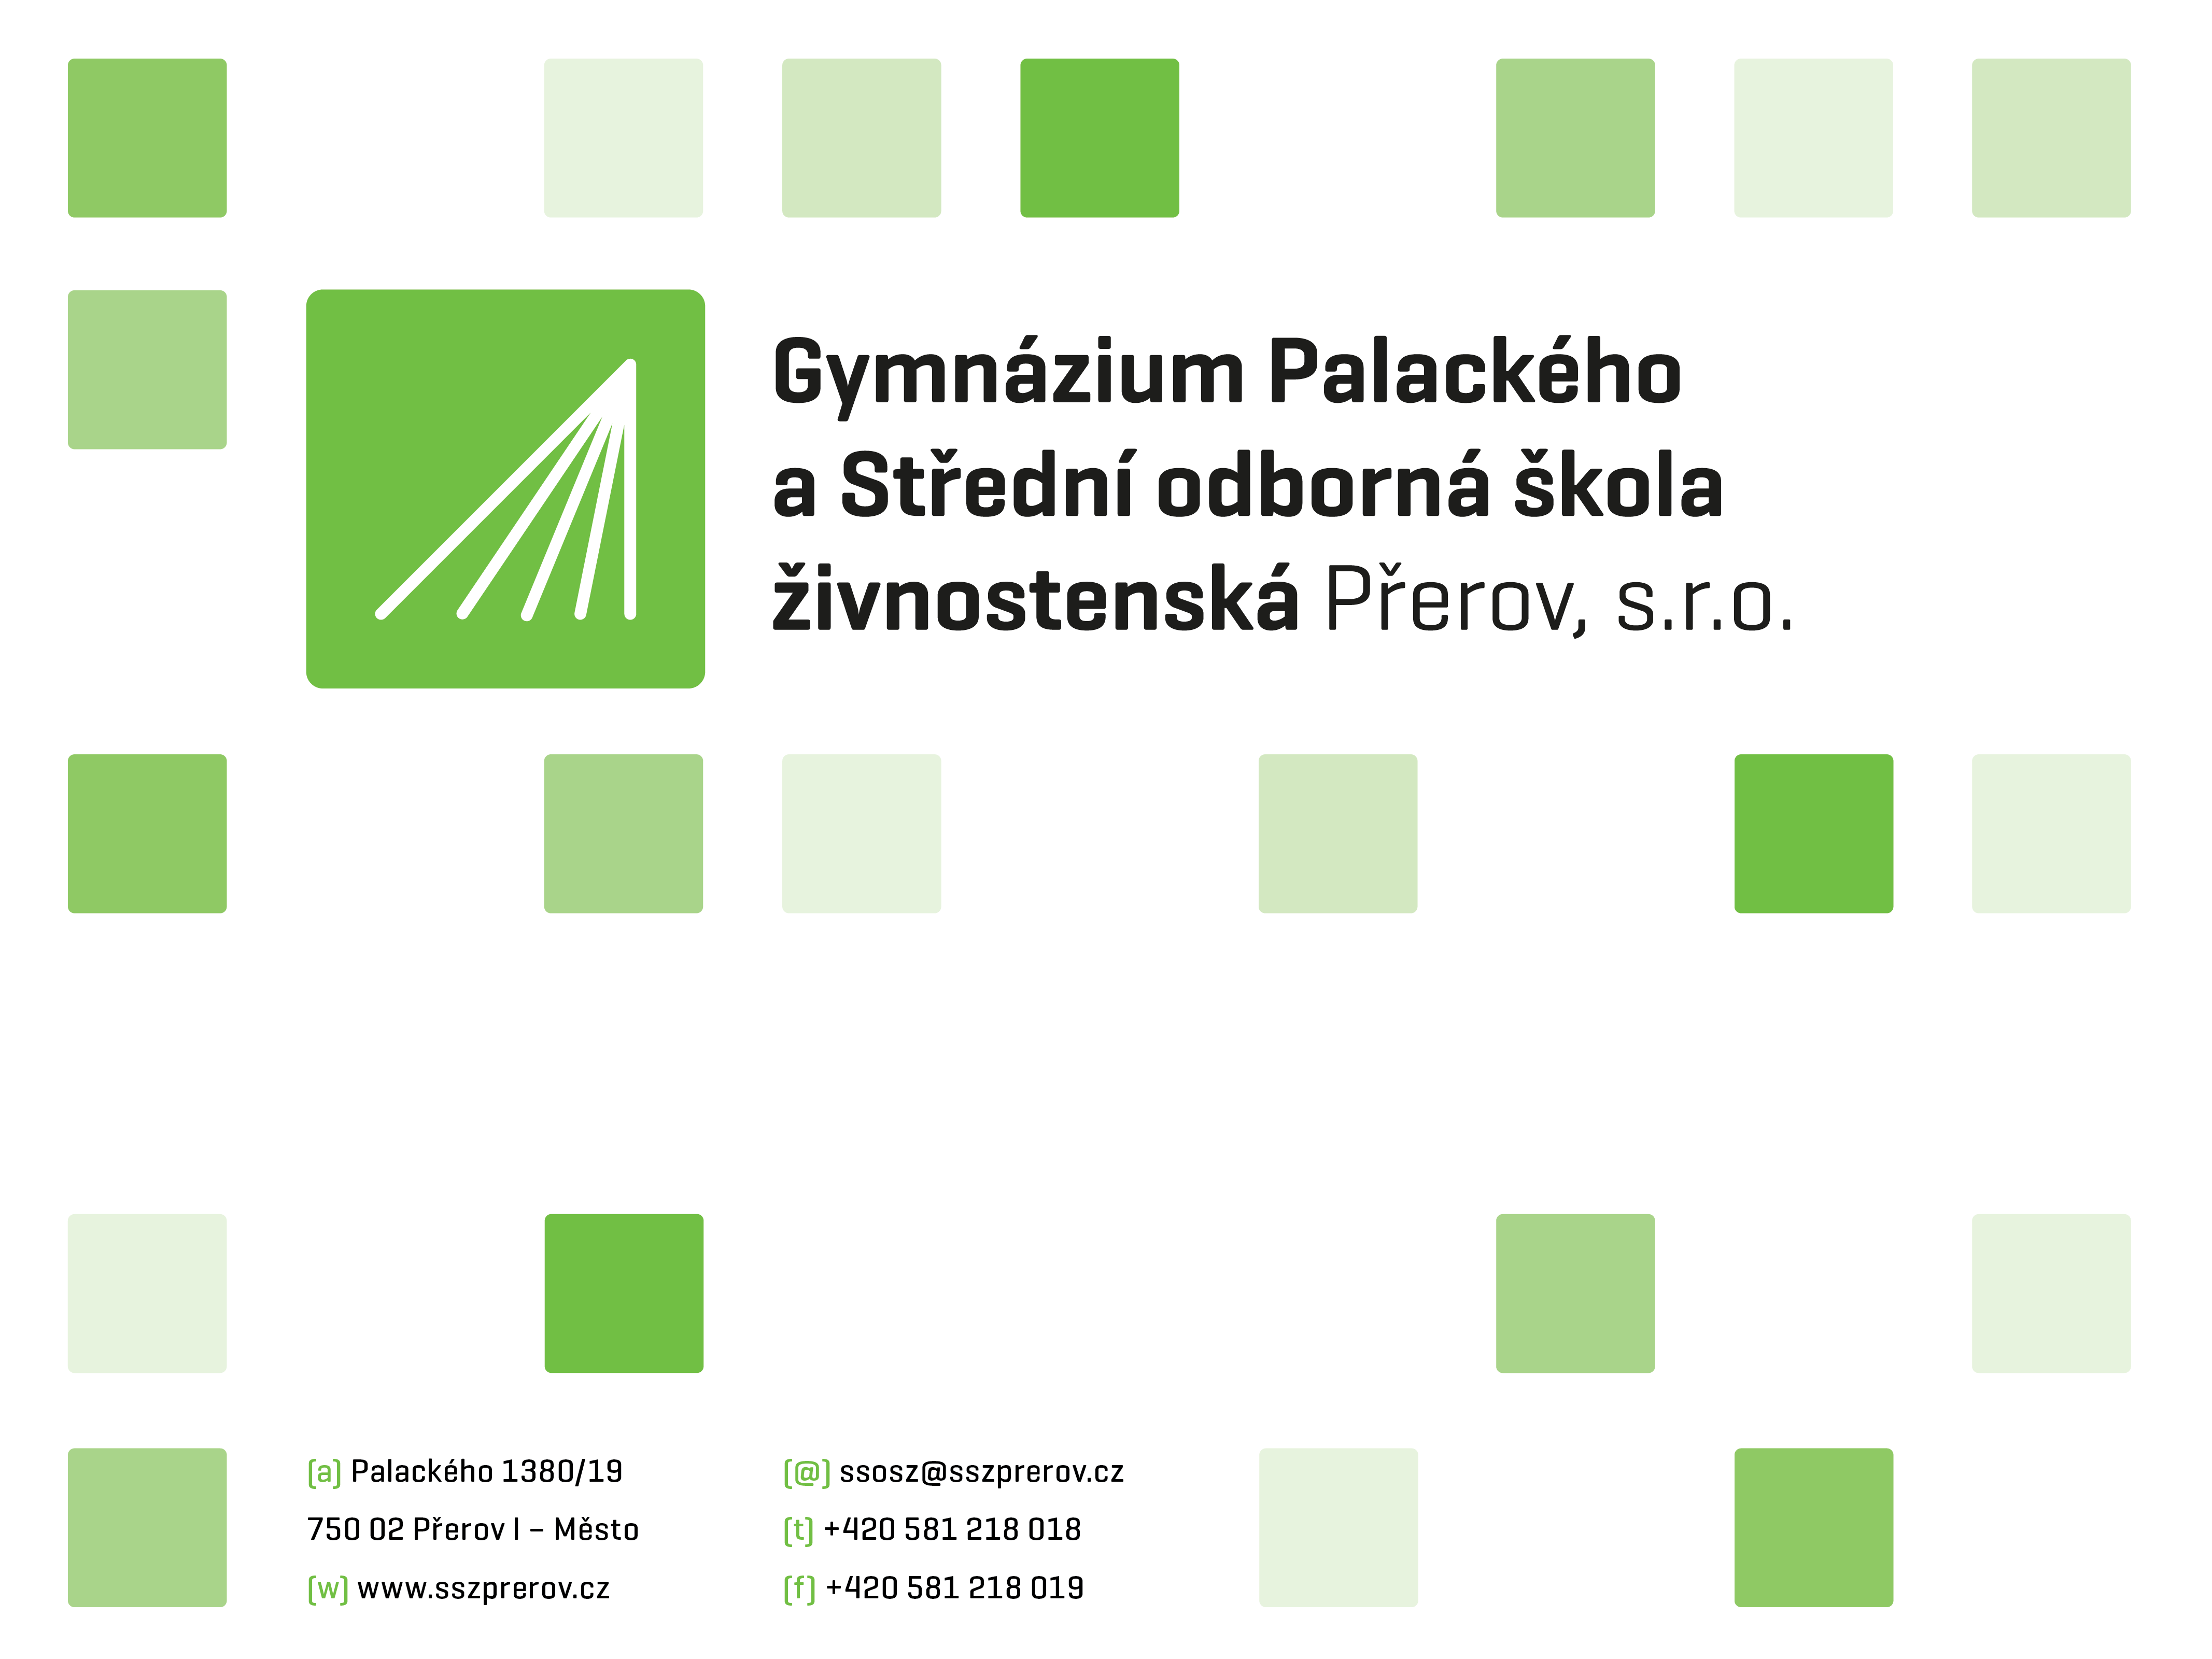 Gymnázium Palackého
a Střední odborná škola
živnostenská Přerov, s.r.o.
(a) Palackého 1380/19
750 02 Přerov I – Město
(w) www.sszprerov.cz
(@) ssosz@sszprerov.cz
(t) +420 581 218 018
(f) +420 581 218 019